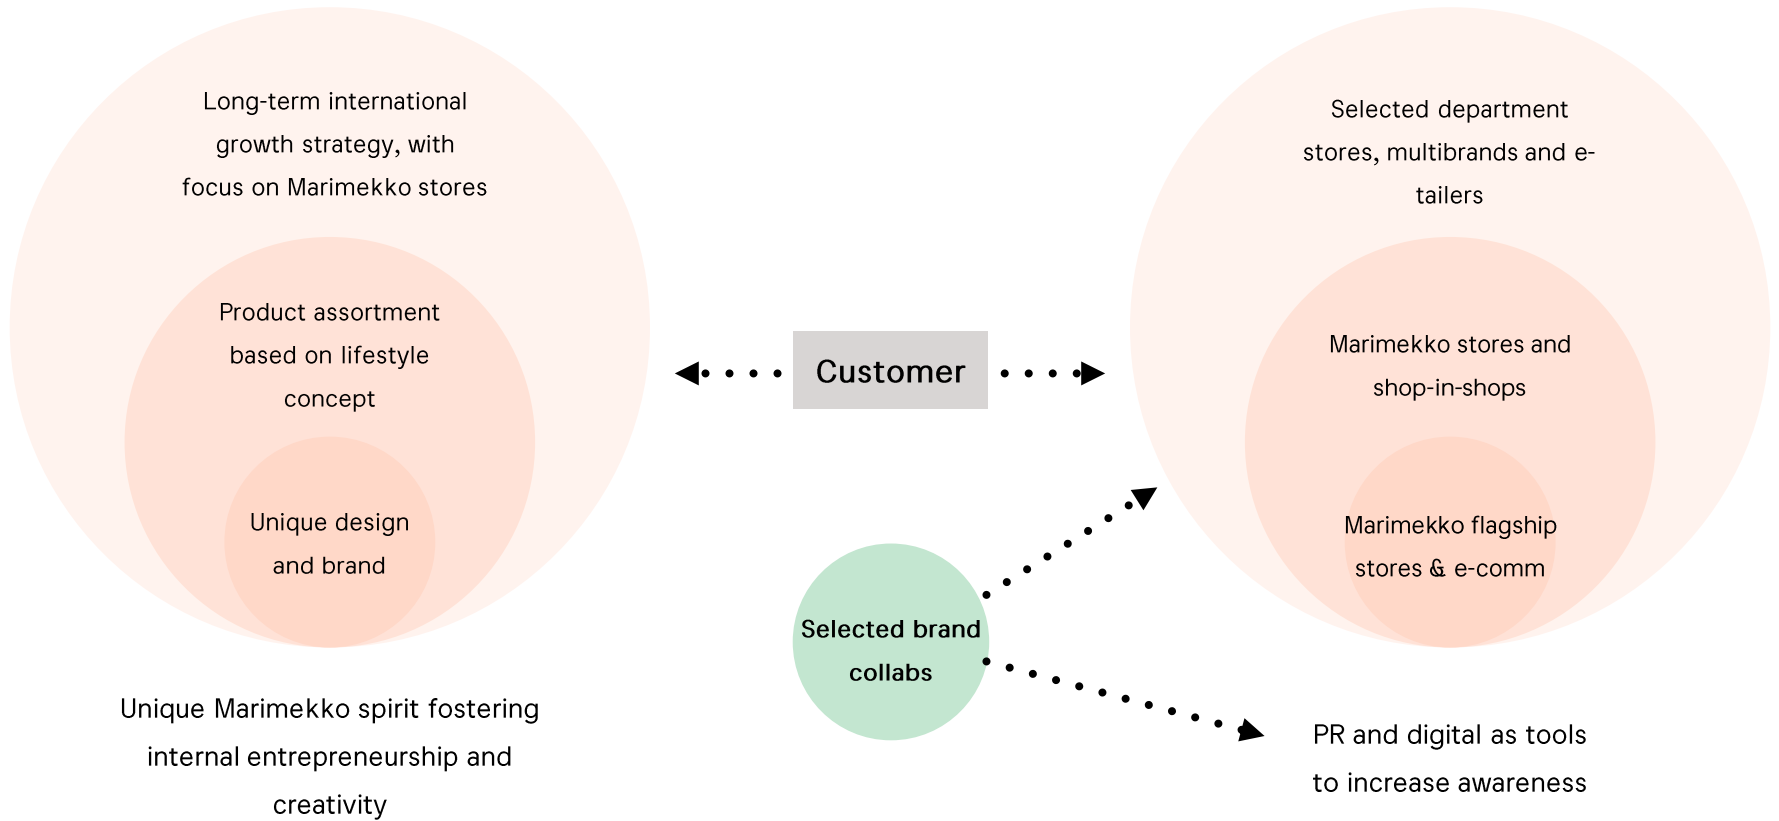 Long-term international
growth strategy, with
focus on Marimekko stores
Product assortment
based on lifestyle
concept
Unique design
and brand
Unique Marimekko spirit fostering
internal entrepreneurship and
creativity
Customer
Selected brand
collabs
Selected department
stores, multibrands and e-
tailers
Marimekko stores and
shop-in-shops
Marimekko flagship
stores & e-comm
PR and digital as tools
to increase awareness